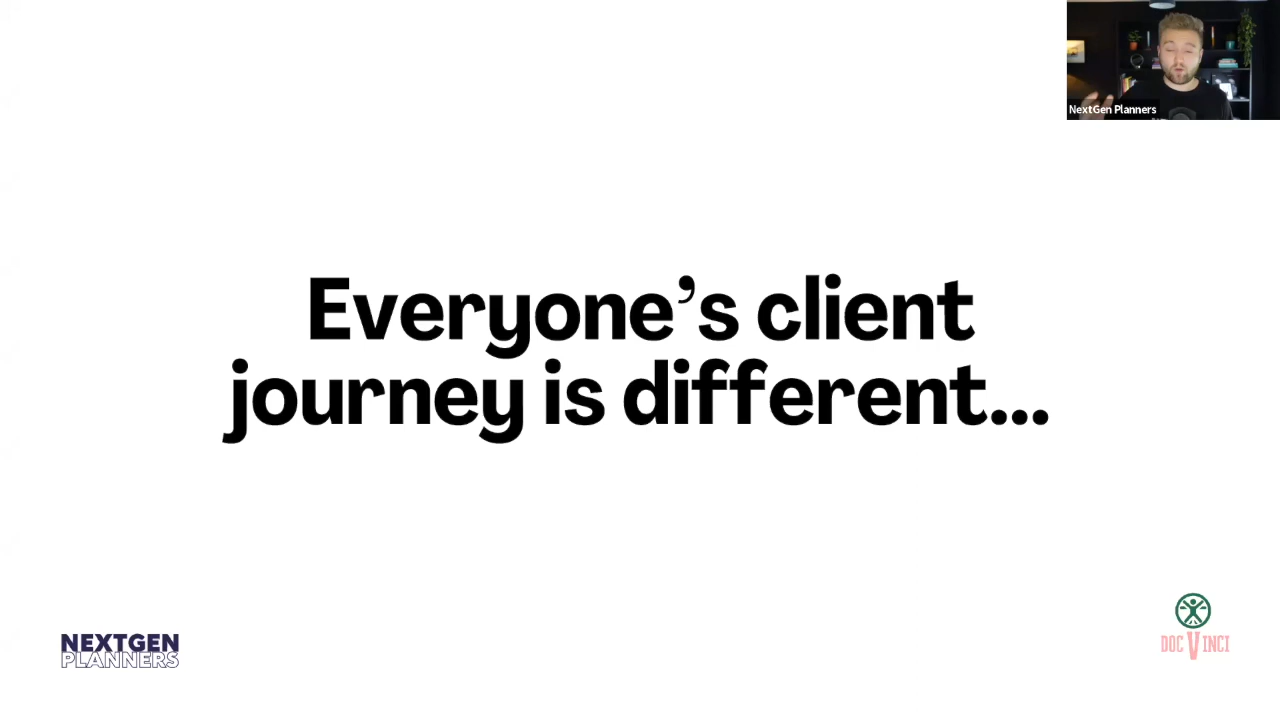 NextGen Planners
Everyone’s client
journey is different...
NEXTGEN
PLANNERS
DOC VINCI